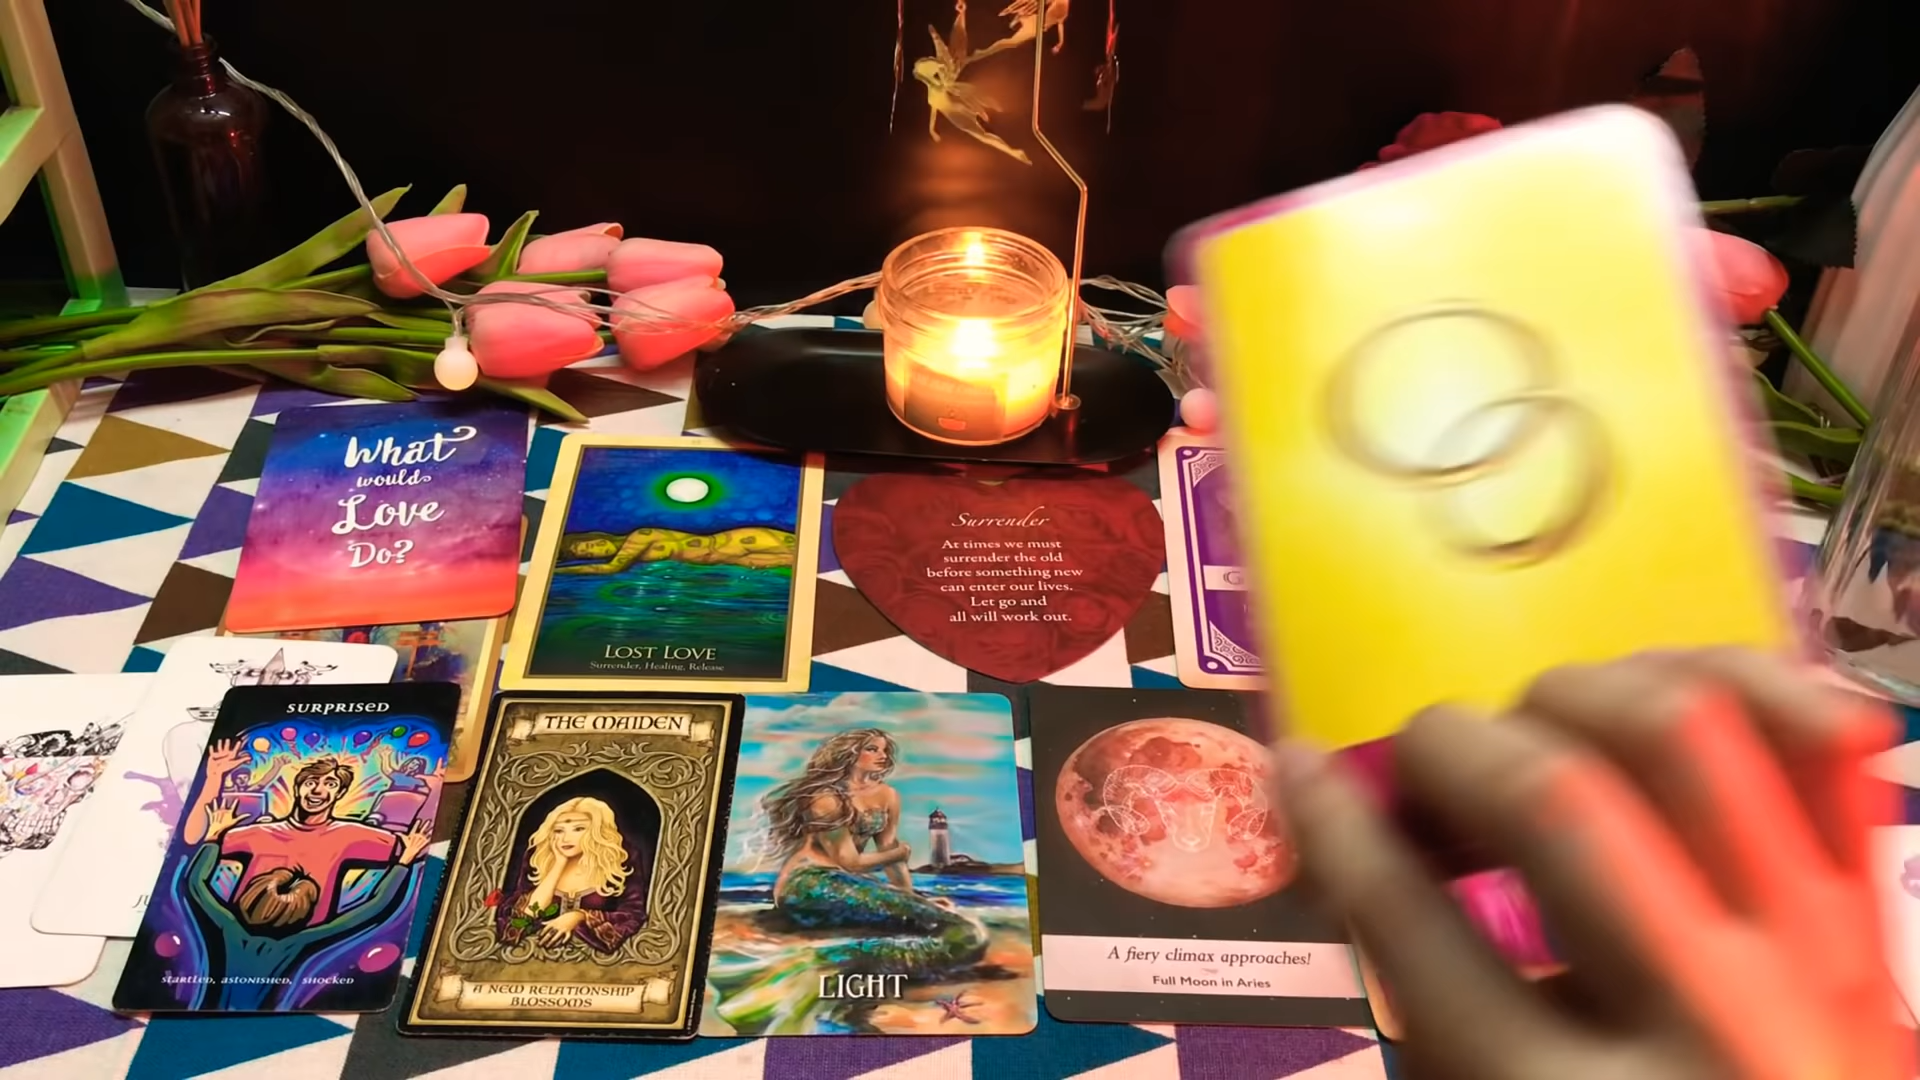 What
would
Love
Do?
LOST LOVE
Surrender, Healing, Release
Surrender
At times we must
surrender the old
before something new
can enter our lives.
Let go and
all will work out.
SURPRISED
STARTLED, ASTONISHED, SHOCKED
THE MAIDEN
A NEW RELATIONSHIP
BLOSSOMS
LIGHT
A fiery climax approaches!
Full Moon in Aries